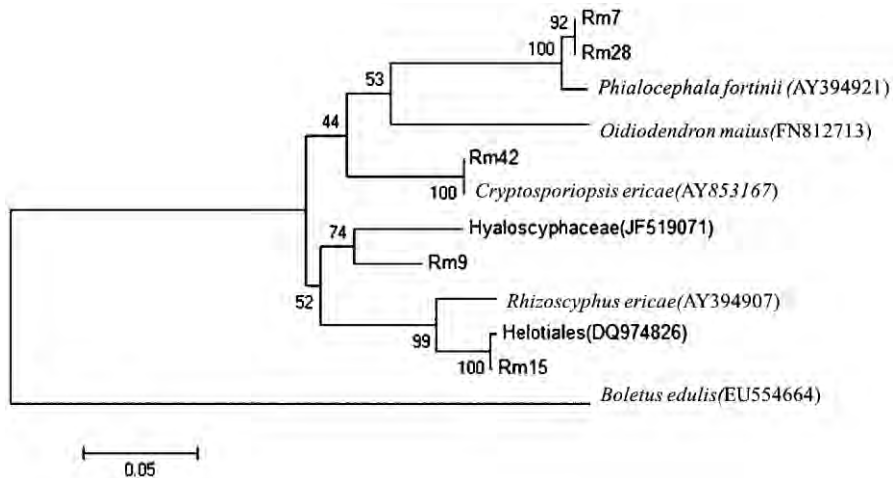 92
Rm7
100
Rm28
53
Phialocephala fortinii (AY394921)
44
Oidiodendron maius(FN812713)
Rm42
100
Cryptosporiopsis ericae(AY853167)
74
Hyaloscyphaceae(JF519071)
Rm9
52
Rhizoscyphus ericae(AY394907)
99
Helotiales(DQ974826)
100
Rm15
Boletus edulis(EU554664)
0.05